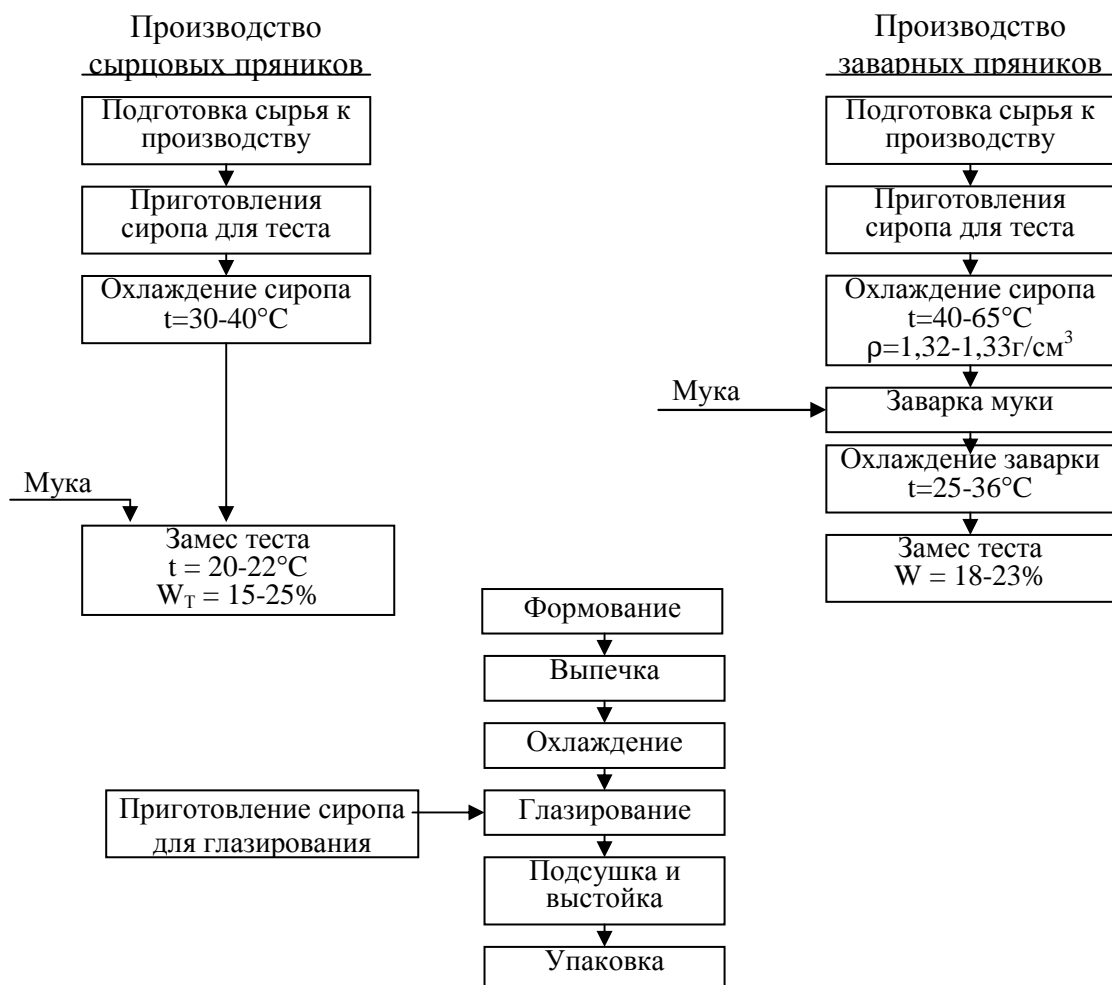 Производство
сырцовых пряников
Подготовка сырья к
производству
Приготовления
сиропа для теста
Охлаждение сиропа
t=30-40°C
Мука
Замес теста
t = 20-22°C
Wт = 15-25%
Производство
заварных пряников
Подготовка сырья к
производству
Приготовления
сиропа для теста
Охлаждение сиропа
t=40-65°C
ρ=1,32-1,33г/см³
Мука
Заварка муки
Охлаждение заварки
t=25-36°C
Замес теста
W = 18-23%
Формование
Выпечка
Охлаждение
Приготовление сиропа
для глазирования
Глазирование
Подсушка и
выстойка
Упаковка